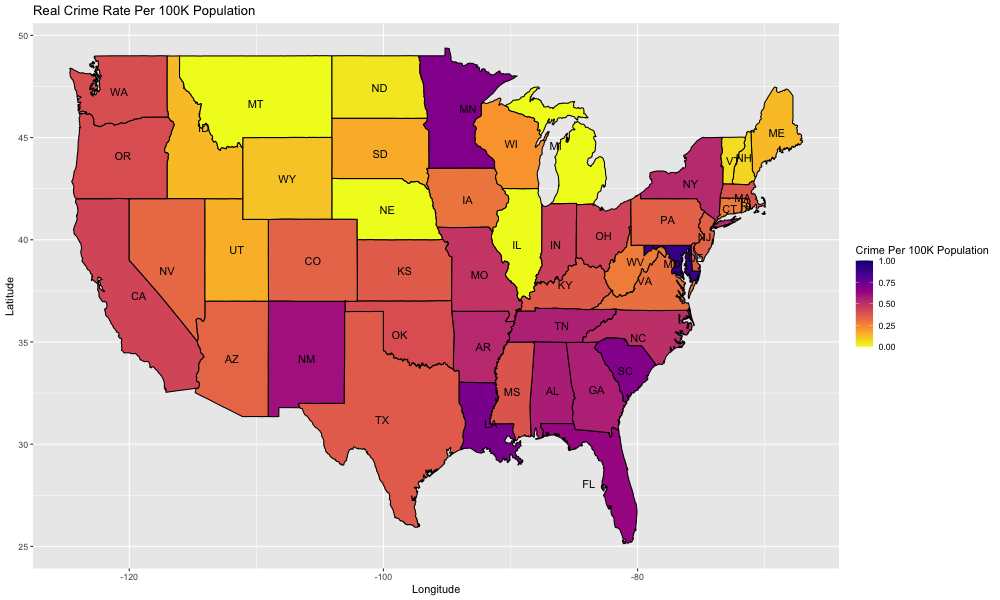 Real Crime Rate Per 100K Population
50
45
40
35
30
25
Latitude
-120
-100
-80
Longitude
WA
MT
ND
MN
ME
ID
OR
SD
WI
MI
VT
NH
WY
NY
MA
NE
IA
CT
RI
PA
NJ
UT
NV
CO
KS
MO
IL
IN
OH
WV
MD
DE
VA
CA
KY
AZ
NM
OK
AR
TN
NC
TX
LA
MS
AL
GA
SC
FL
Crime Per 100K Population
1.00
0.75
0.50
0.25
0.00